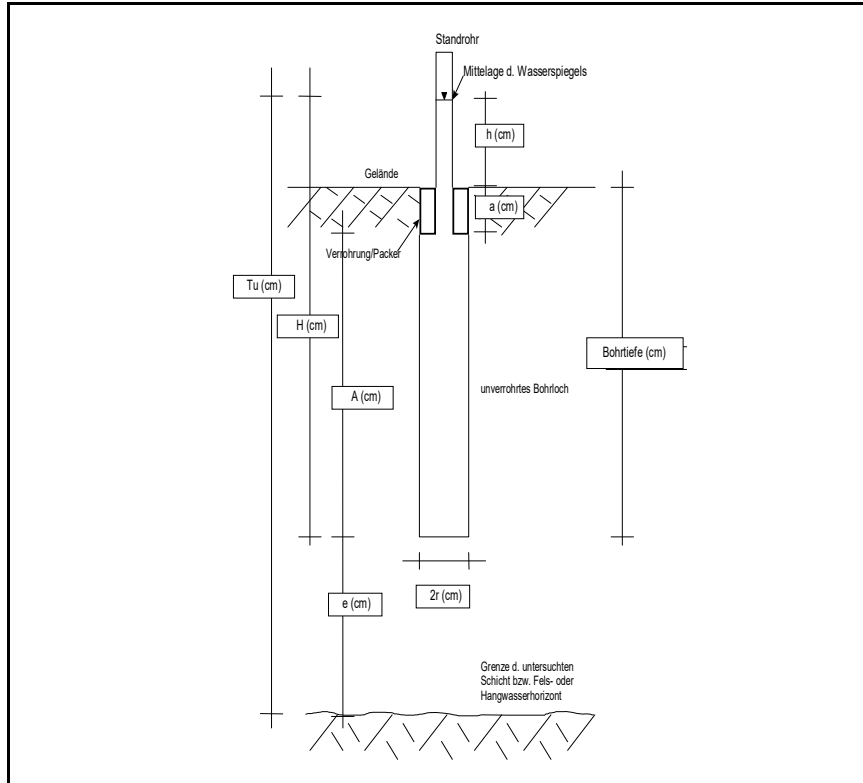 Standrohr
Mittelage d. Wasserspiegels
h (cm)
Gelände
a (cm)
Verrohrung/Packer
Tu (cm)
H (cm)
Bohrtiefe (cm)
A (cm)
unverrohrtes Bohrloch
e (cm)
2r (cm)
Grenze d. untersuchten
Schicht bzw. Fels- oder
Hangwasserhorizont